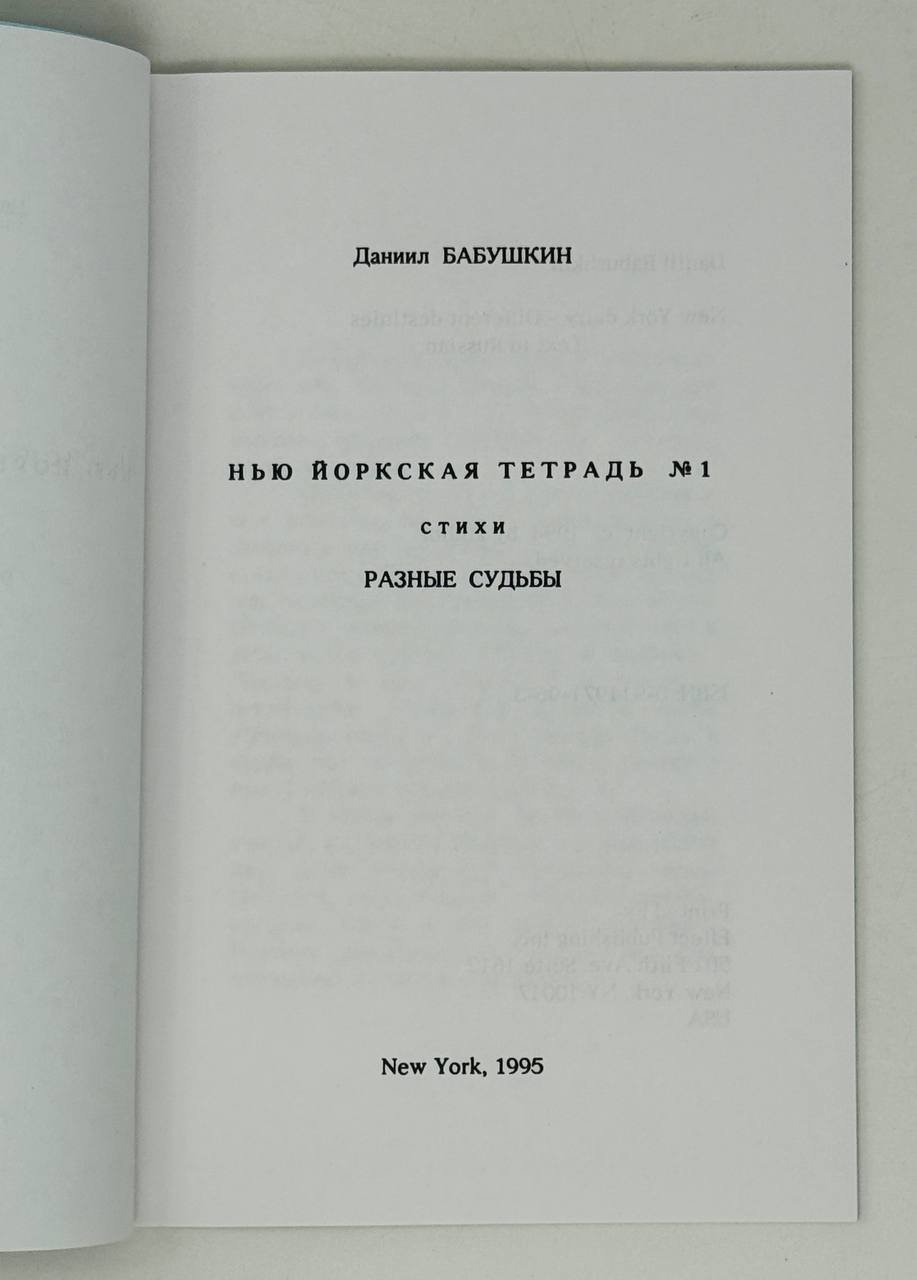 Даниил БАБУШКИН
НЬЮ ЙОРКСКАЯ ТЕТРАДЬ №1
стихи
РАЗНЫЕ СУДЬБЫ
New York, 1995